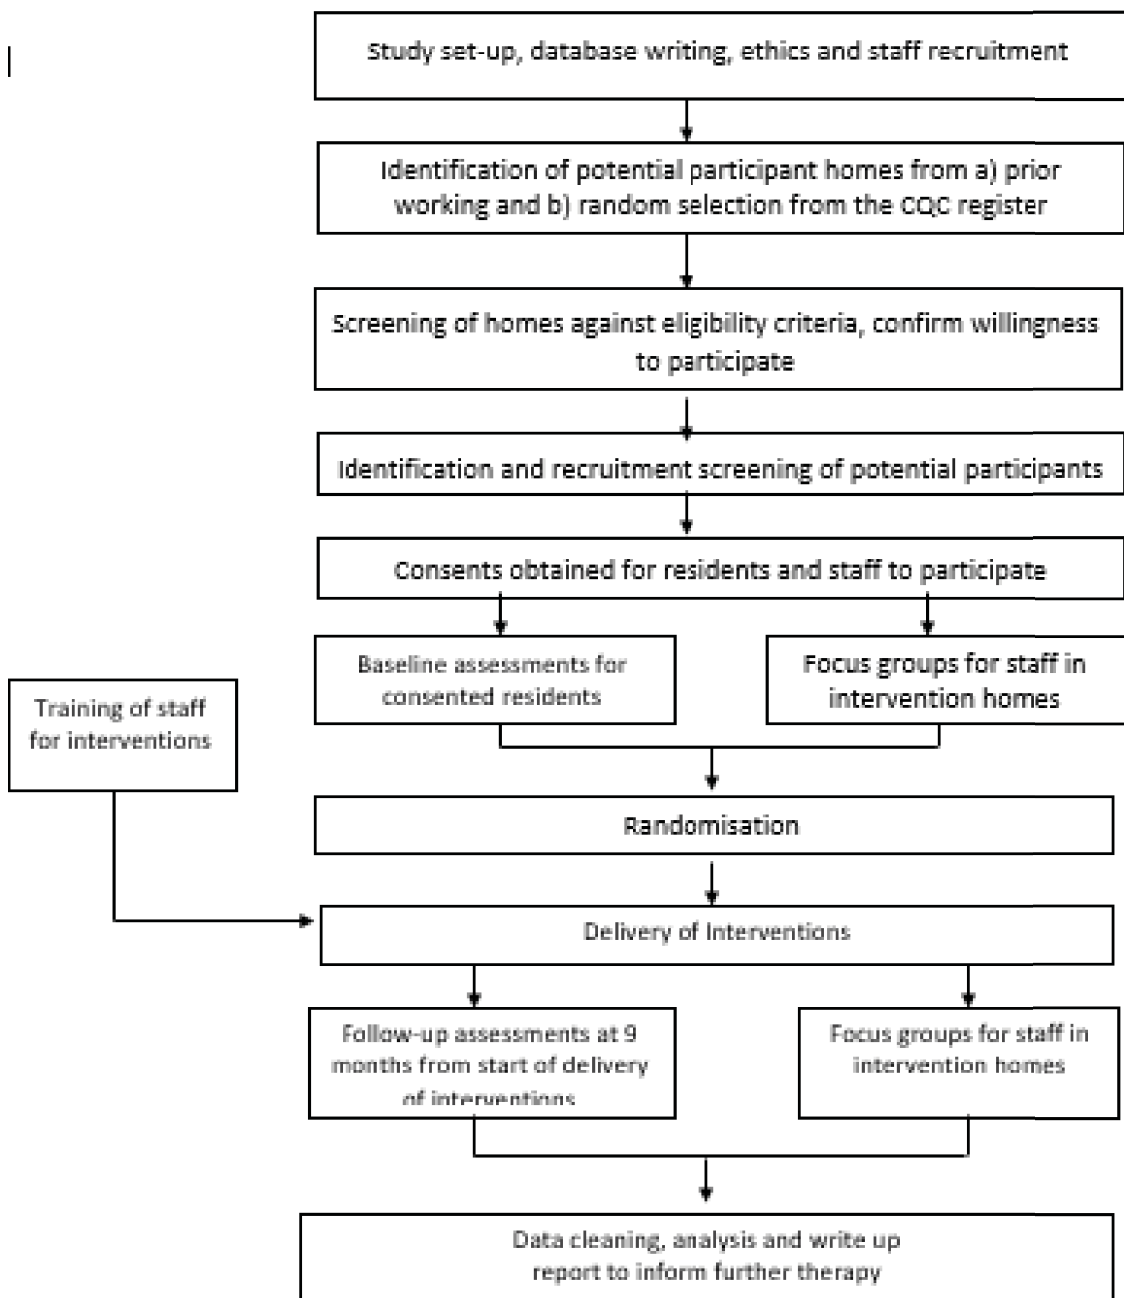 Study set-up, database writing, ethics and staff recruitment
Identification of potential participant homes from a) prior
working and b) random selection from the CQC register
Screening of homes against eligibility criteria, confirm willingness
to participate
Identification and recruitment screening of potential participants
Consents obtained for residents and staff to participate
Baseline assessments for
consented residents
Focus groups for staff in
intervention homes
Training of staff
for interventions
Randomisation
Delivery of Interventions
Follow-up assessments at 9
months from start of delivery
of interventions
Focus groups for staff in
intervention homes
Data cleaning, analysis and write up
report to inform further therapy